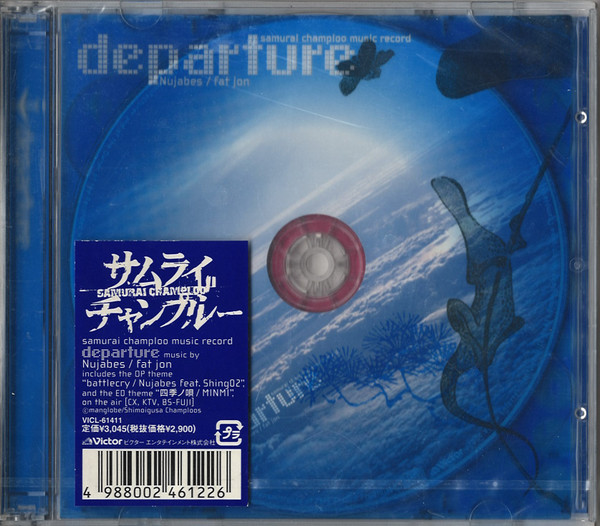 samurai champloo music record
departure
Nujabes / fat jon
parture
サムライ
SAMURAI CHAMPLOO
チャンプルー
samurai champloo music record
departure music by
Nujabes / fat jon
includes the OP theme
"battlecry / Nujabes feat. Shing02",
and the ED theme "四季ノ唄 / MINMI",
on the air [CX, KTV, BS-FUJI]
©manglobe/Shimoigusa Champloos
VICL-61411
定価¥3,045(税抜価格¥2,900)
プラ
Victor ビクター エンタテインメント株式会社
4 988002 461226